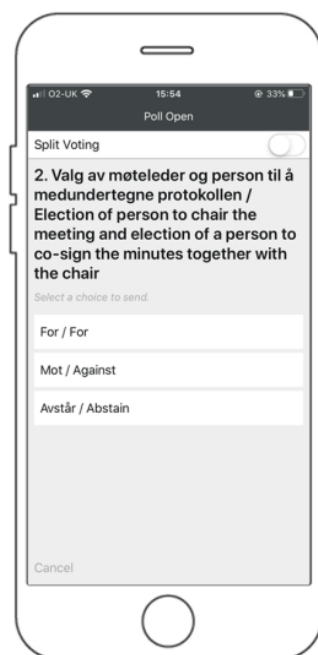 O2-UK 15:54 33%
Poll Open
Split Voting
2. Valg av møteleder og person til å
medundertegne protokollen /
Election of person to chair the
meeting and election of a person to
co-sign the minutes together with
the chair
Select a choice to send.
For / For
Mot / Against
Avstår / Abstain
Cancel